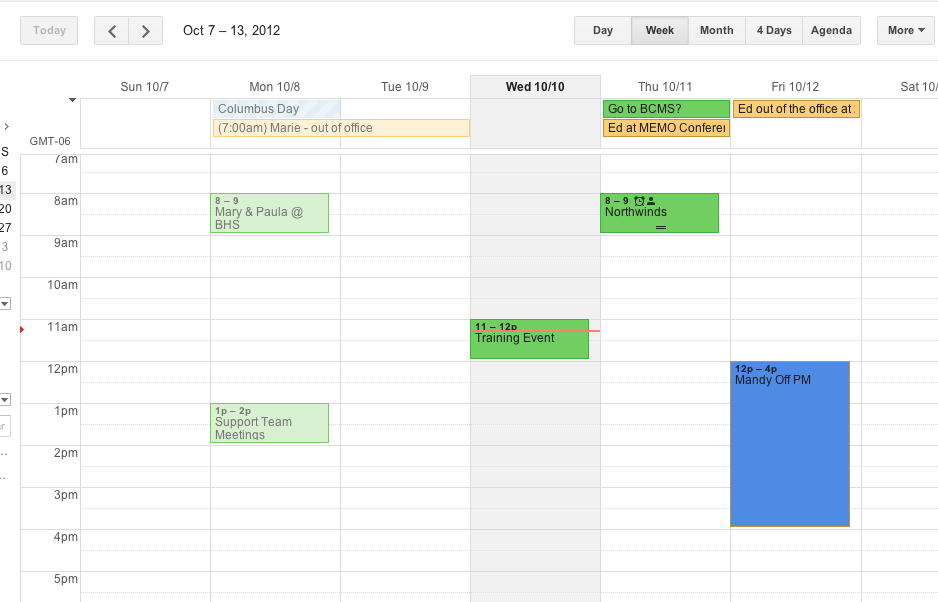 Today
Oct 7 – 13, 2012
Day Week Month 4 Days Agenda More
Sun 10/7 Mon 10/8 Tue 10/9 Wed 10/10 Thu 10/11 Fri 10/12 Sat 10/
Columbus Day Go to BCMS? Ed out of the office at
(7:00am) Marie - out of office Ed at MEMO Conferer
GMT-06
S
6
13
20
27
3
10
7am
8am
8 – 9
Mary & Paula @
BHS
8 – 9
Northwinds
9am
10am
11am
11 – 12p
Training Event
12pm
12p – 4p
Mandy Off PM
1pm
1p – 2p
Support Team
Meetings
2pm
3pm
4pm
5pm